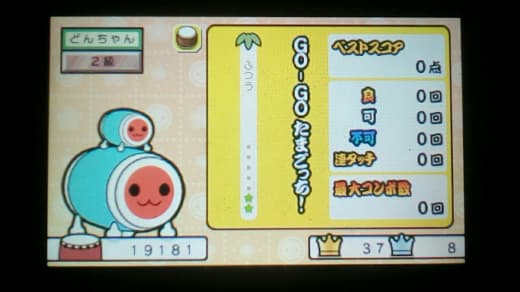 どんちゃん
2級
19181
ふつう
GO-GO たまごっち!
ベストスコア
0点
良 0回
可 0回
不可 0回
連タッチ 0回
最大コンボ数
0回
37
8